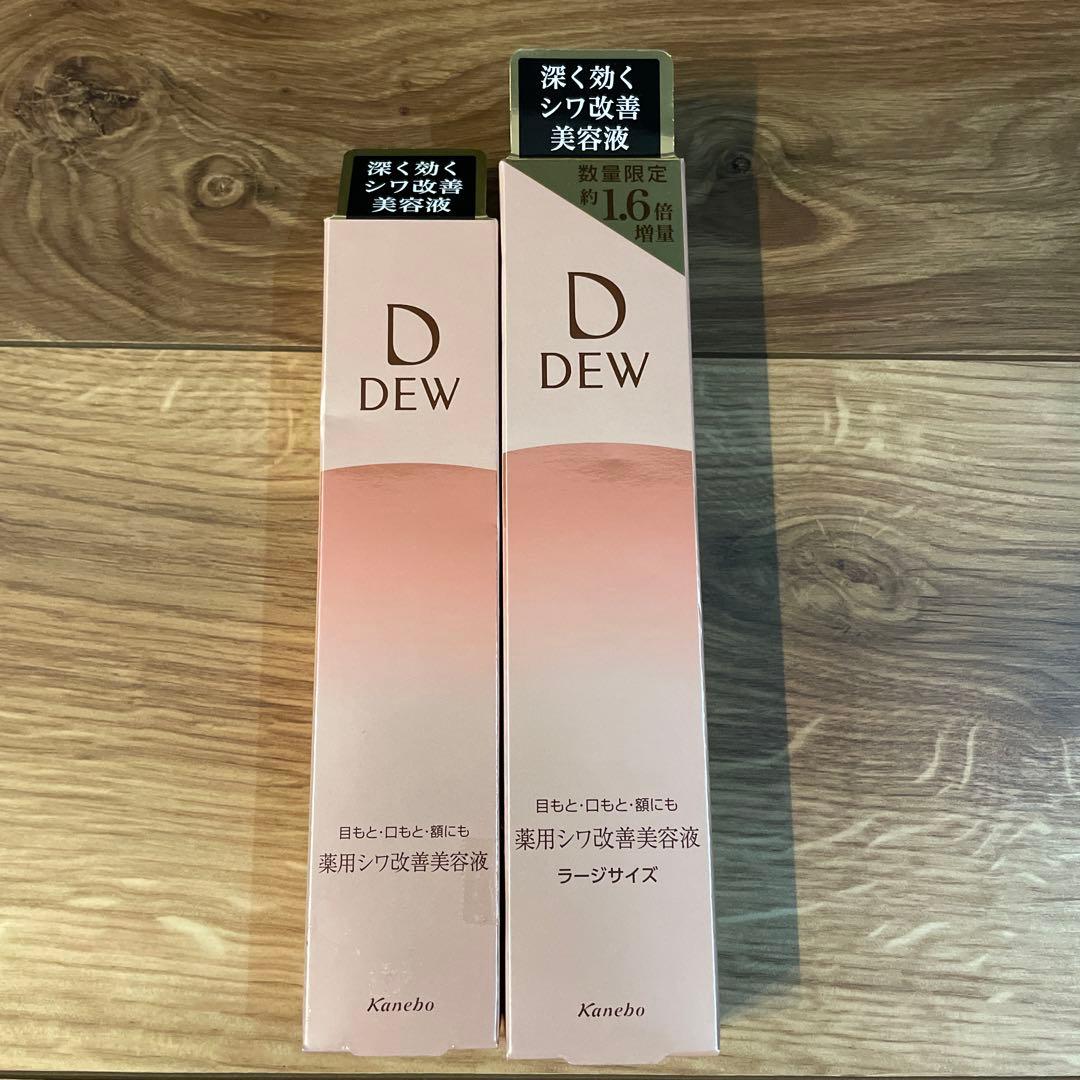 深く効く
シワ改善
美容液
D
DEW
目もと・口もと・額にも
薬用シワ改善美容液
Kanebo
深く効く
シワ改善
美容液
数量限定
約1.6倍
増量
D
DEW
目もと・口もと・額にも
薬用シワ改善美容液
ラージサイズ
Kanebo